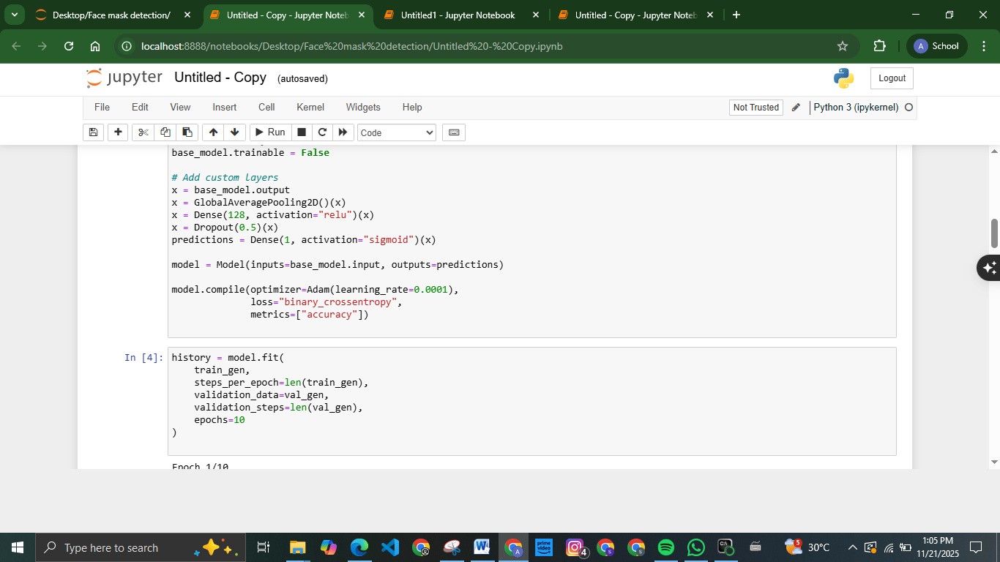 Desktop/Face mask detection/
Untitled - Copy - Jupyter Noteb
Untitled1 - Jupyter Notebook
Untitled - Copy - Jupyter Noteb
localhost:8888/notebooks/Desktop/Face%20mask%20detection/Untitled%20-%20Copy.ipynb
A School
jupyter Untitled - Copy (autosaved)
Logout
File Edit View Insert Cell Kernel Widgets Help
Not Trusted
Python 3 (ipykernel)
Run
Code
base_model.trainable = False
# Add custom layers
x = base_model.output
x = GlobalAveragePooling2D()(x)
x = Dense(128, activation="relu")(x)
x = Dropout(0.5)(x)
predictions = Dense(1, activation="sigmoid")(x)
model = Model(inputs=base_model.input, outputs=predictions)
model.compile(optimizer=Adam(learning_rate=0.0001),
loss="binary_crossentropy",
metrics=["accuracy"])
In [4]: history = model.fit(
train_gen,
steps_per_epoch=len(train_gen),
validation_data=val_gen,
validation_steps=len(val_gen),
epochs=10
)
Epoch 1/10
Type here to search
prime video
4
5
30°C
1:05 PM
11/21/2025